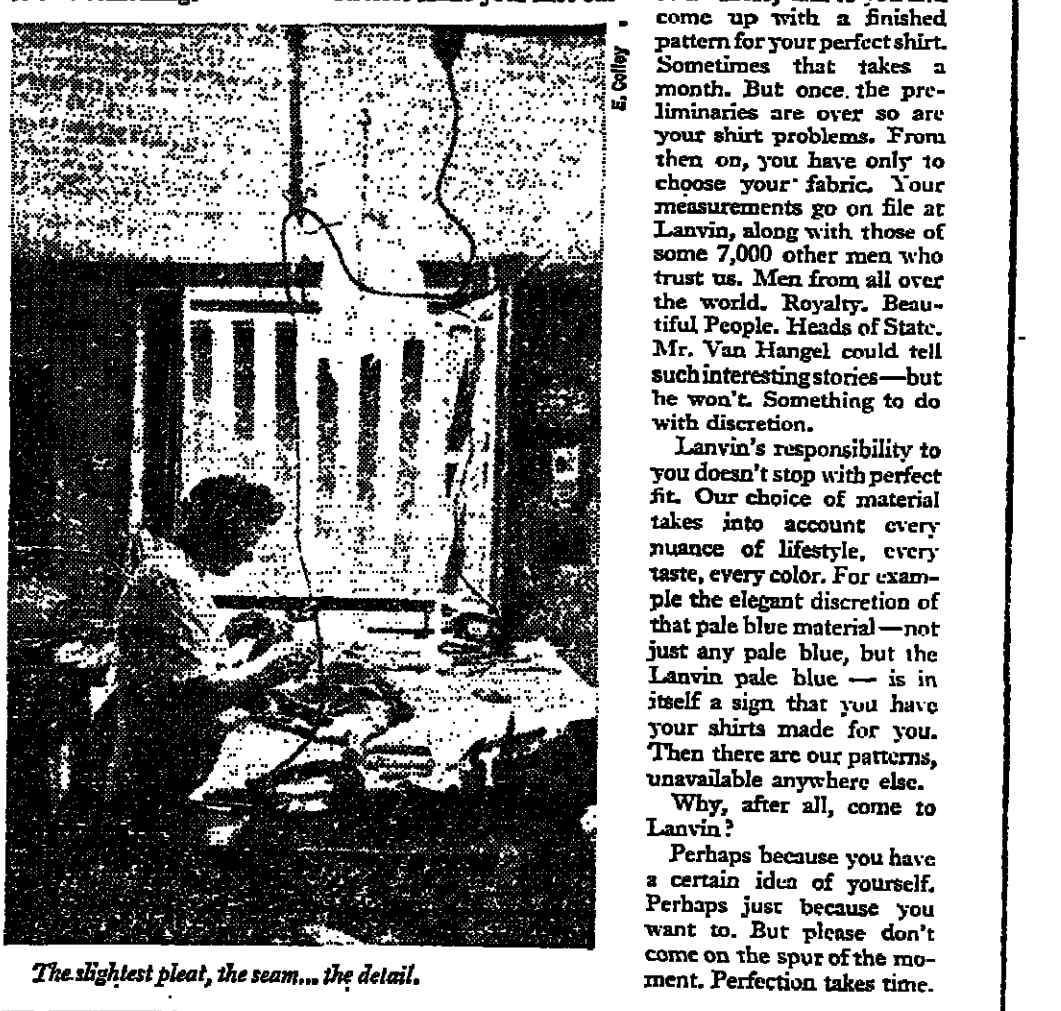 E. Colley
The slightest pleat, the seam... the detail.
come up with a finished
pattern for your perfect shirt.
Sometimes that takes a
month. But once. the pre-
liminaries are over so are
your shirt problems. From
then on, you have only to
choose your fabric. Your
measurements go on file at
Lanvin, along with those of
some 7,000 other men who
trust us. Men from all over
the world. Royalty. Beau-
tiful People. Heads of State.
Mr. Van Hangel could tell
such interesting stories—but
he won't. Something to do
with discretion.
Lanvin's responsibility to
you doesn't stop with perfect
fit. Our choice of material
takes into account every
nuance of lifestyle, every
taste, every color. For exam-
ple the elegant discretion of
that pale blue material—not
just any pale blue, but the
Lanvin pale blue — is in
itself a sign that you have
your shirts made for you.
Then there are our patterns,
unavailable anywhere else.
Why, after all, come to
Lanvin?
Perhaps because you have
a certain idea of yourself.
Perhaps just because you
want to. But please don't
come on the spur of the mo-
ment. Perfection takes time.